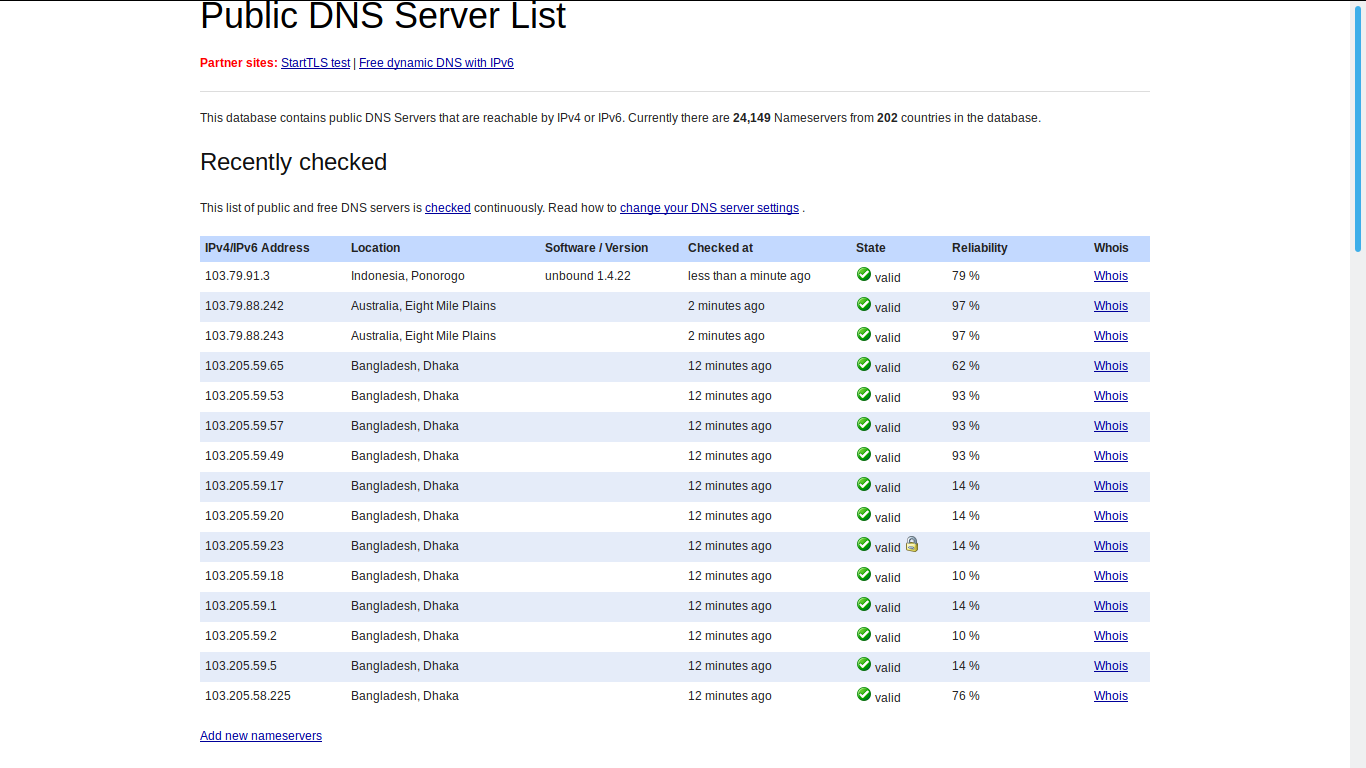 Public DNS Server List
Partner sites: StartTLS test | Free dynamic DNS with IPv6
This database contains public DNS Servers that are reachable by IPv4 or IPv6. Currently there are 24,149 Nameservers from 202 countries in the database.
Recently checked
This list of public and free DNS servers is checked continuously. Read how to change your DNS server settings .
IPv4/IPv6 Address Location Software / Version Checked at State Reliability Whois
103.79.91.3 Indonesia, Ponorogo unbound 1.4.22 less than a minute ago valid 79 % Whois
103.79.88.242 Australia, Eight Mile Plains 2 minutes ago valid 97 % Whois
103.79.88.243 Australia, Eight Mile Plains 2 minutes ago valid 97 % Whois
103.205.59.65 Bangladesh, Dhaka 12 minutes ago valid 62 % Whois
103.205.59.53 Bangladesh, Dhaka 12 minutes ago valid 93 % Whois
103.205.59.57 Bangladesh, Dhaka 12 minutes ago valid 93 % Whois
103.205.59.49 Bangladesh, Dhaka 12 minutes ago valid 93 % Whois
103.205.59.17 Bangladesh, Dhaka 12 minutes ago valid 14 % Whois
103.205.59.20 Bangladesh, Dhaka 12 minutes ago valid 14 % Whois
103.205.59.23 Bangladesh, Dhaka 12 minutes ago valid 14 % Whois
103.205.59.18 Bangladesh, Dhaka 12 minutes ago valid 10 % Whois
103.205.59.1 Bangladesh, Dhaka 12 minutes ago valid 14 % Whois
103.205.59.2 Bangladesh, Dhaka 12 minutes ago valid 10 % Whois
103.205.59.5 Bangladesh, Dhaka 12 minutes ago valid 14 % Whois
103.205.58.225 Bangladesh, Dhaka 12 minutes ago valid 76 % Whois
Add new nameservers